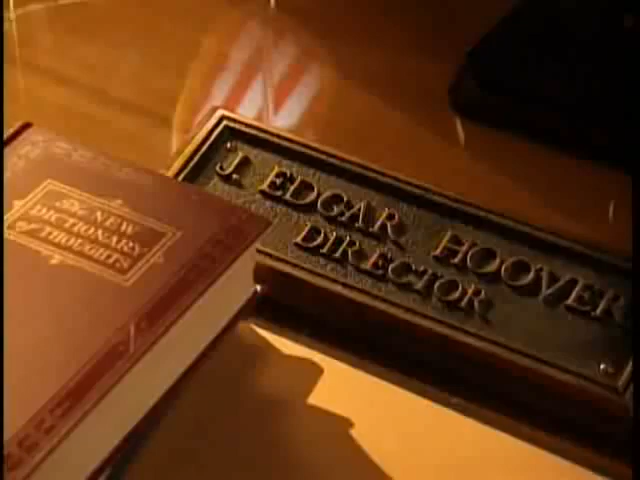 The NEW
DICTIONARY
of THOUGHTS
J. EDGAR HOOVER
DIRECTOR